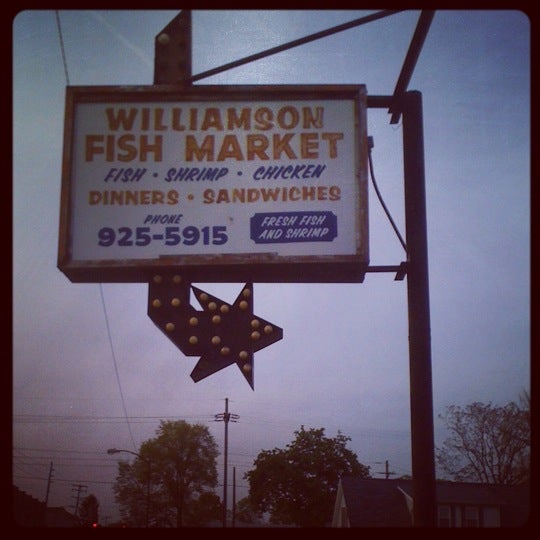 WILLIAMSON
FISH MARKET
FISH • SHRIMP • CHICKEN
DINNERS • SANDWICHES
PHONE
925-5915
FRESH FISH
AND SHRIMP